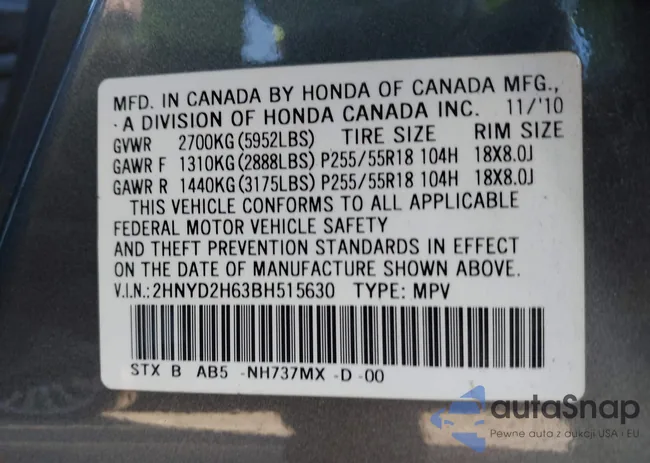 MFD. IN CANADA BY HONDA OF CANADA MFG.,
A DIVISION OF HONDA CANADA INC. 11/'10
GVWR 2700KG(5952LBS) TIRE SIZE RIM SIZE
GAWR F 1310KG(2888LBS) P255/55R18 104H 18X8.0J
GAWR R 1440KG(3175LBS) P255/55R18 104H 18X8.0J
THIS VEHICLE CONFORMS TO ALL APPLICABLE
FEDERAL MOTOR VEHICLE SAFETY
AND THEFT PREVENTION STANDARDS IN EFFECT
ON THE DATE OF MANUFACTURE SHOWN ABOVE.
V.I.N.:2HNYD2H63BH515630 TYPE: MPV
STX B AB5 -NH737MX -D -00
autaSnap
Pewne auta z aukcji USA i EU